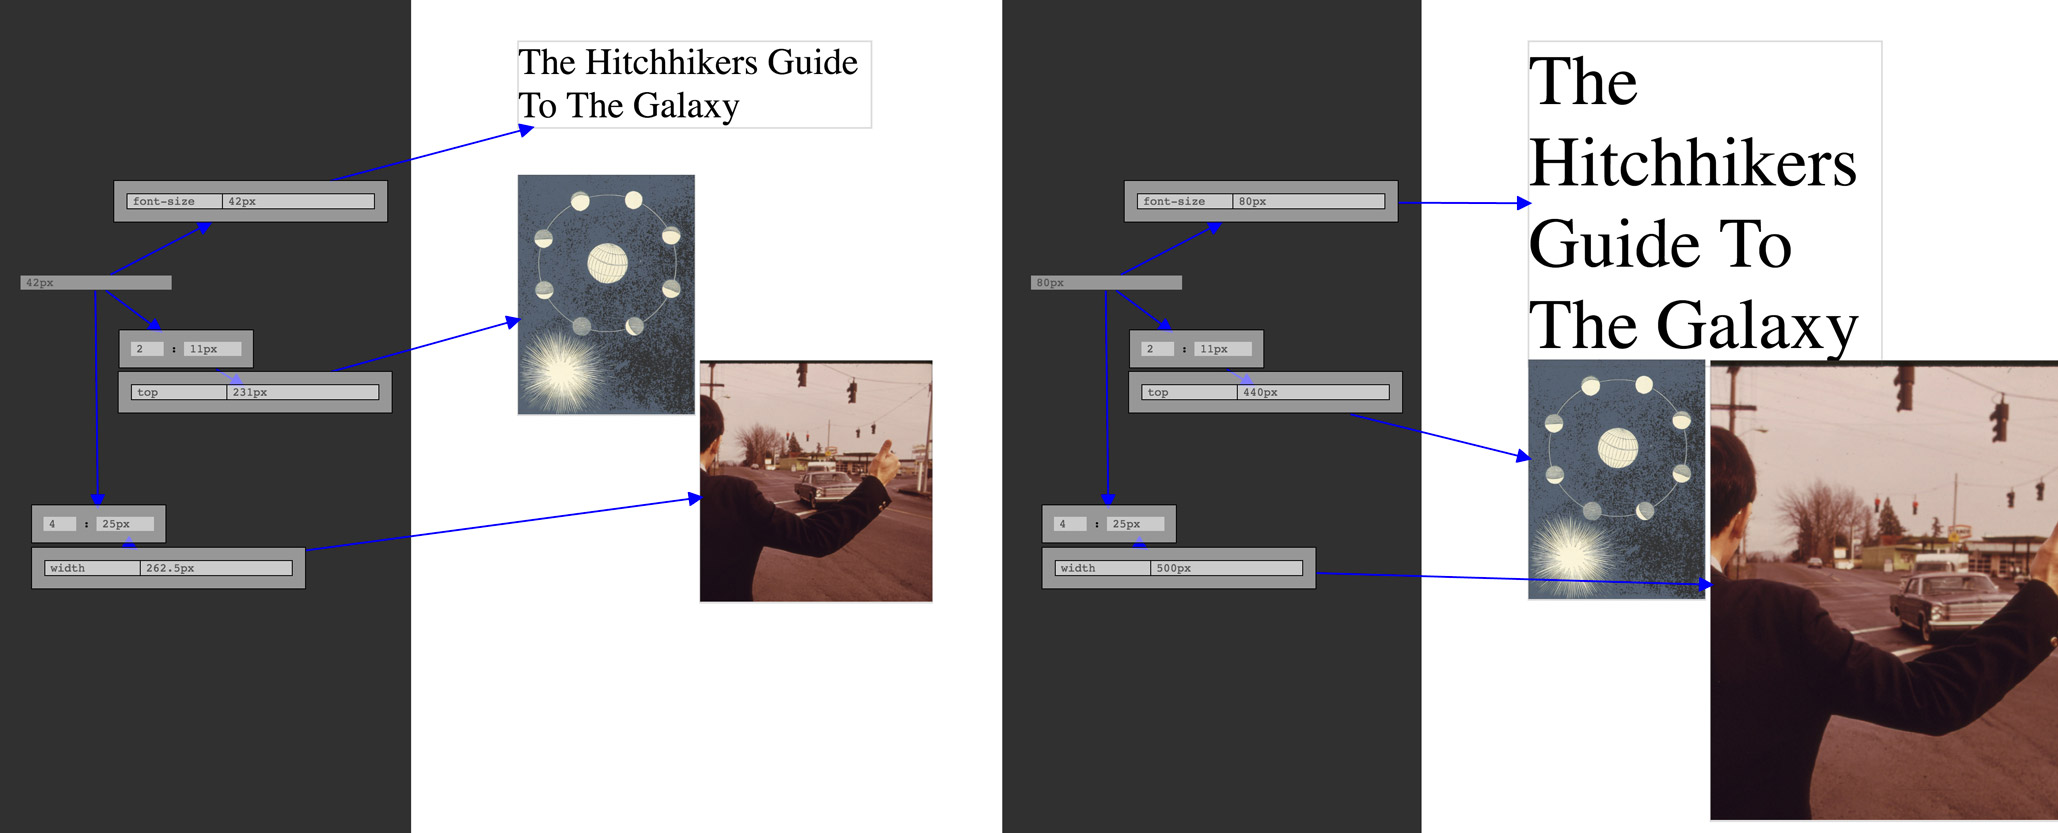 The Hitchhikers Guide
To The Galaxy
font-size 42px
42px
2 : 11px
top 231px
4 : 25px
width 262.5px
The
Hitchhikers
Guide To
The Galaxy
font-size 80px
80px
2 : 11px
top 440px
4 : 25px
width 500px